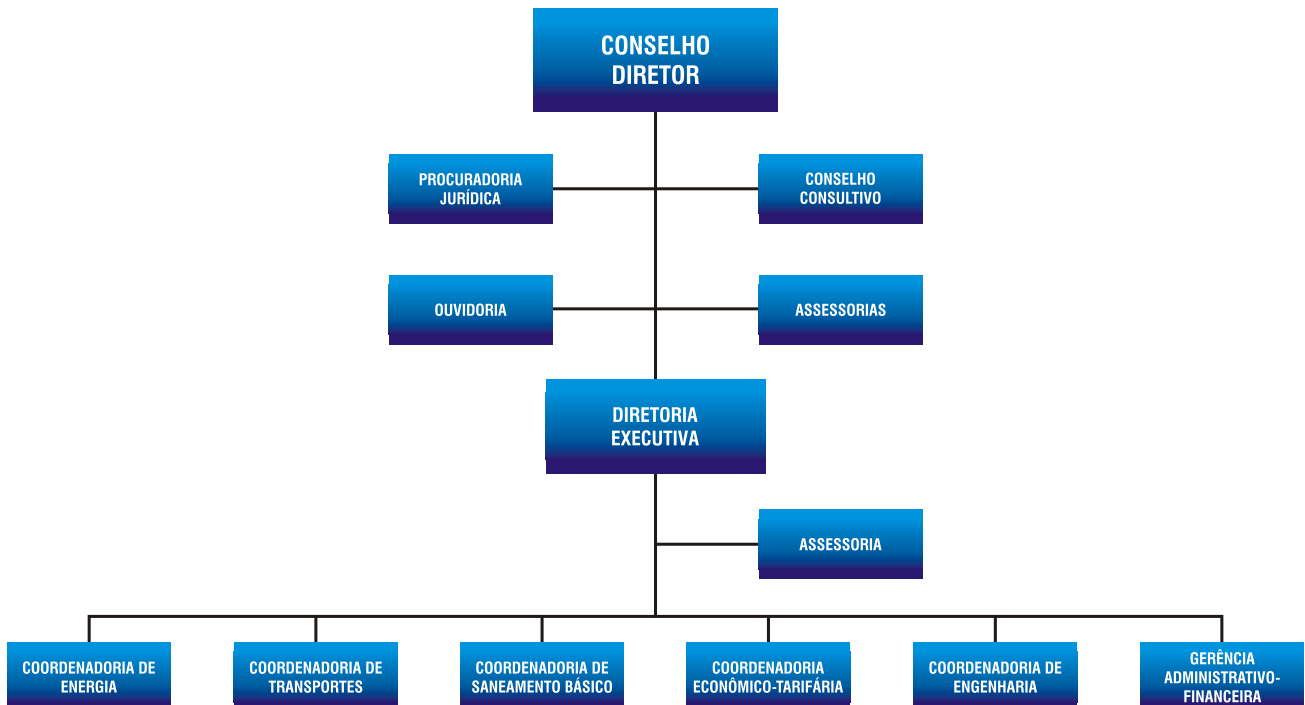 CONSELHO
DIRETOR
PROCURADORIA
JURÍDICA
CONSELHO
CONSULTIVO
OUVIDORIA
ASSESSORIAS
DIRETORIA
EXECUTIVA
ASSESSORIA
COORDENADORIA DE
ENERGIA
COORDENADORIA DE
TRANSPORTES
COORDENADORIA DE
SANEAMENTO BÁSICO
COORDENADORIA
ECONÔMICO-TARIFÁRIA
COORDENADORIA DE
ENGENHARIA
GERÊNCIA
ADMINISTRATIVO-
FINANCEIRA